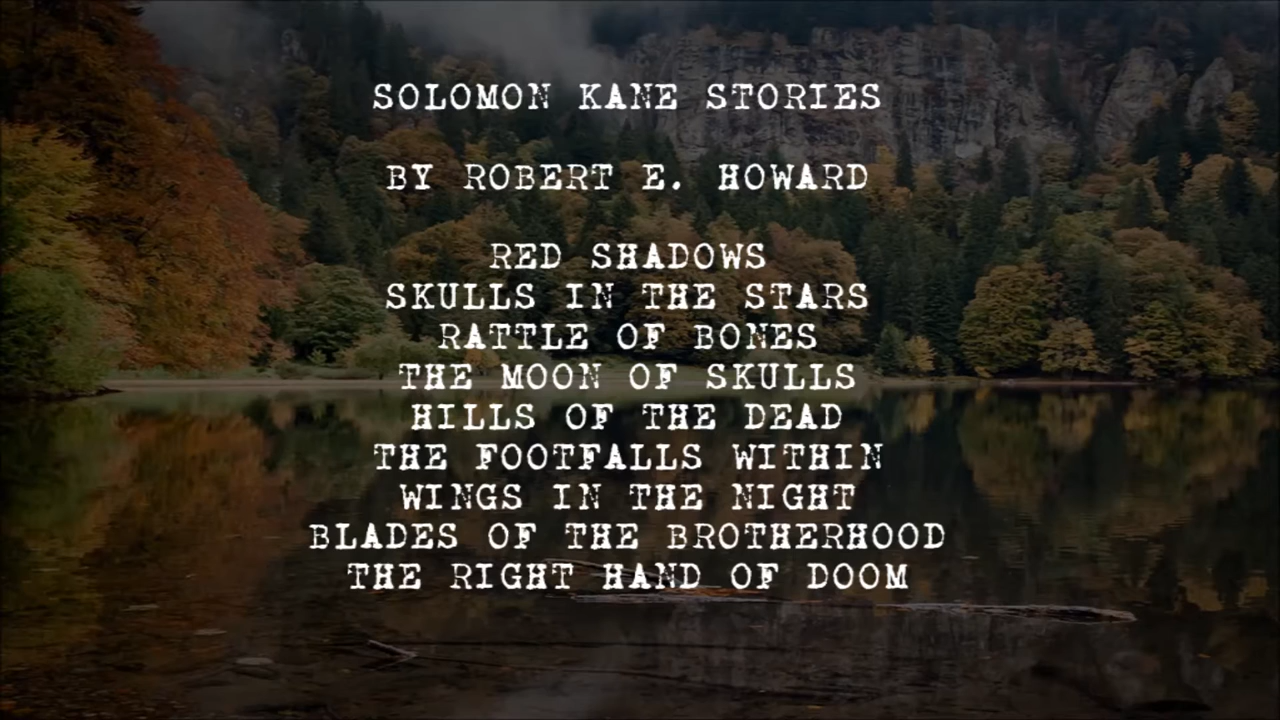 SOLOMON KANE STORIES
BY ROBERT E. HOWARD
RED SHADOWS
SKULLS IN THE STARS
RATTLE OF BONES
THE MOON OF SKULLS
HILLS OF THE DEAD
THE FOOTFALLS WITHIN
WINGS IN THE NIGHT
BLADES OF THE BROTHERHOOD
THE RIGHT HAND OF DOOM